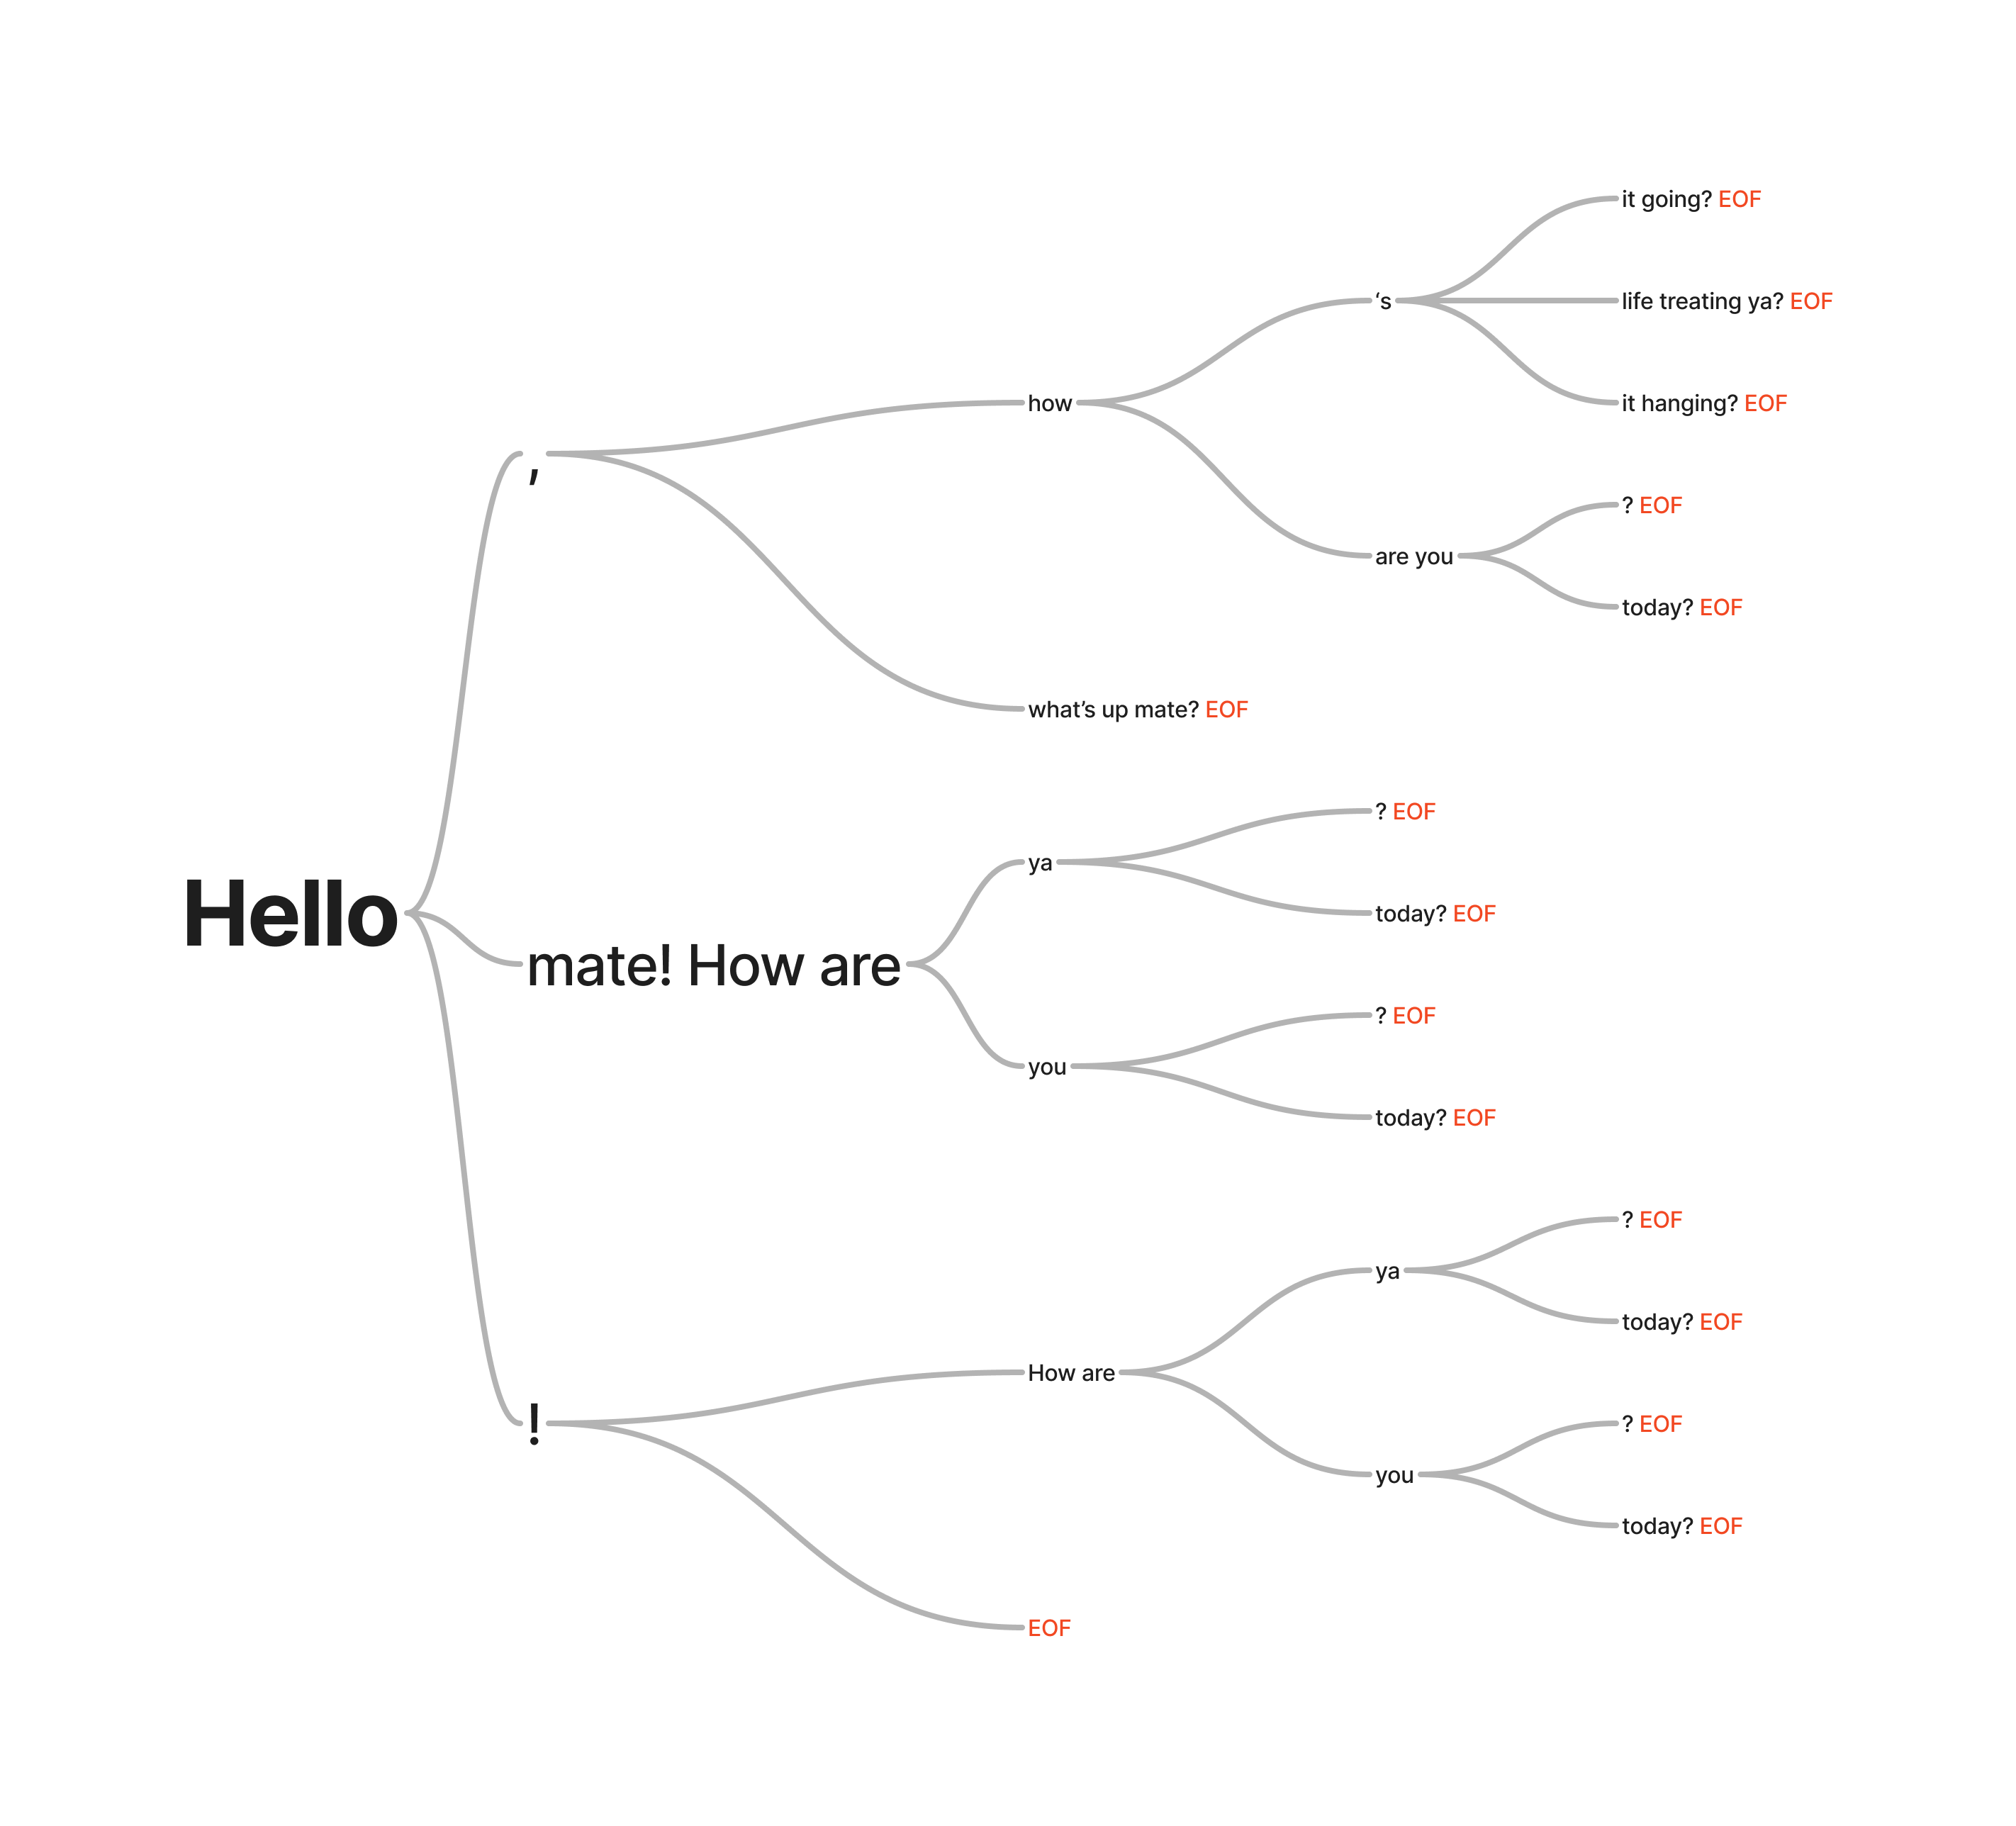 Hello
,
how
‘s
it going? EOF
life treating ya? EOF
it hanging? EOF
are you
? EOF
today? EOF
what’s up mate? EOF
mate! How are
ya
? EOF
today? EOF
you
? EOF
today? EOF
!
How are
ya
? EOF
today? EOF
you
? EOF
today? EOF
EOF